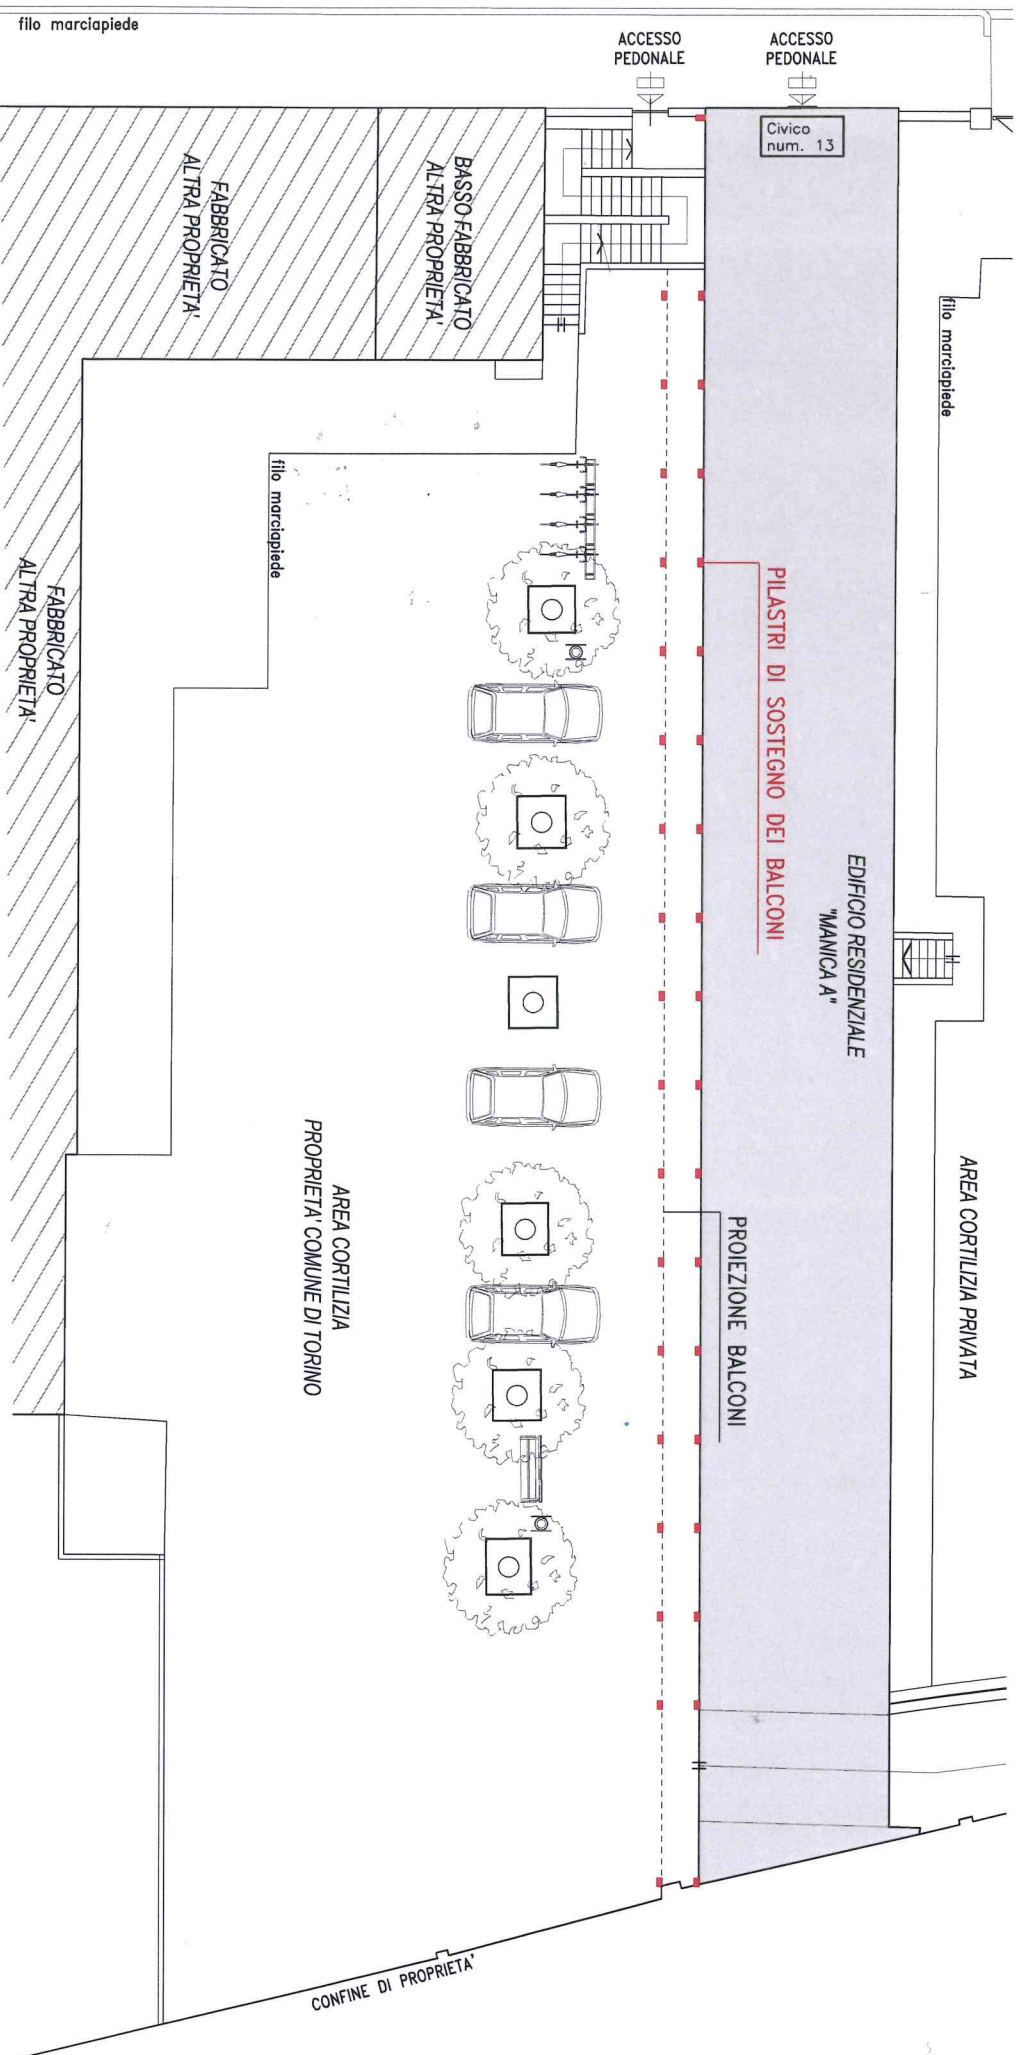 filo marciapiede
ACCESSO
PEDONALE
ACCESSO
PEDONALE
Civico
num. 13
FABBRICATO
ALTRA PROPRIETA'
BASSO FABBRICATO
ALTRA PROPRIETA'
filo marciapiede
filo marciapiede
FABBRICATO
ALTRA PROPRIETA'
PILASTRI DI SOSTEGNO DEI BALCONI
EDIFICIO RESIDENZIALE
"MANICA A"
AREA CORTILIZIA
PROPRIETA' COMUNE DI TORINO
PROIEZIONE BALCONI
AREA CORTILIZIA PRIVATA
CONFINE DI PROPRIETA'